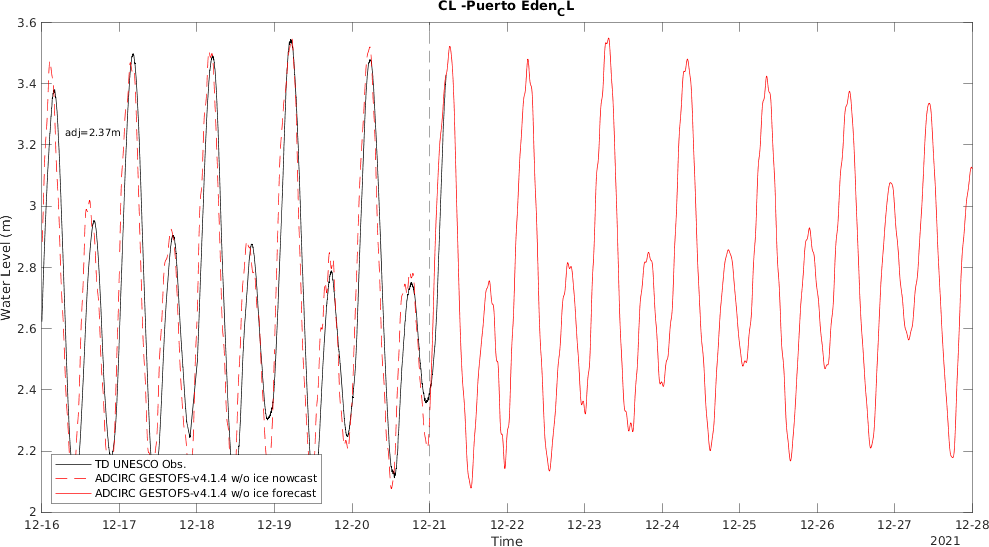 CL -Puerto Eden_CL
3.6
3.4
adj=2.37m
3.2
3
2.8
2.6
2.4
2.2
2
Water Level (m)
TD UNESCO Obs.
ADCIRC GESTOFS-v4.1.4 w/o ice nowcast
ADCIRC GESTOFS-v4.1.4 w/o ice forecast
12-16 12-17 12-18 12-19 12-20 12-21 12-22 12-23 12-24 12-25 12-26 12-27 12-28
Time
2021